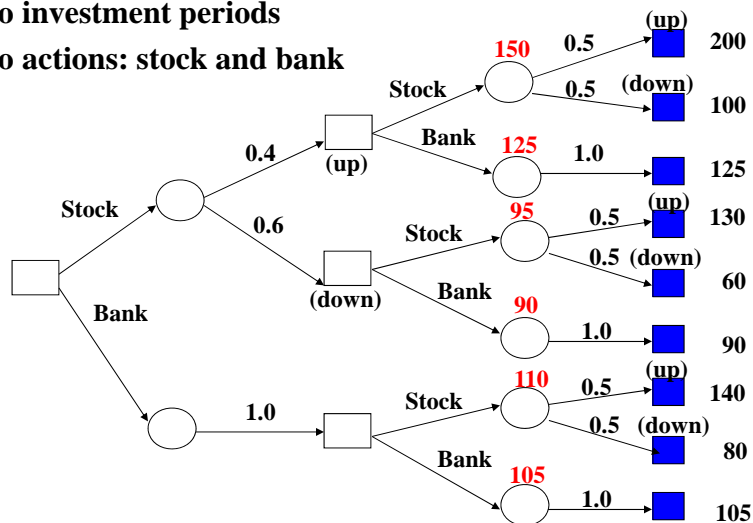 o investment periods
o actions: stock and bank
(up)
150
0.5
200
Stock
0.5
(down)
100
0.4
(up)
Bank
125
1.0
125
Stock
0.6
95
0.5
(up)
130
Stock
0.5
(down)
60
(down)
Bank
90
1.0
90
Bank
110
0.5
(up)
140
1.0
Stock
0.5
(down)
80
Bank
105
1.0
105